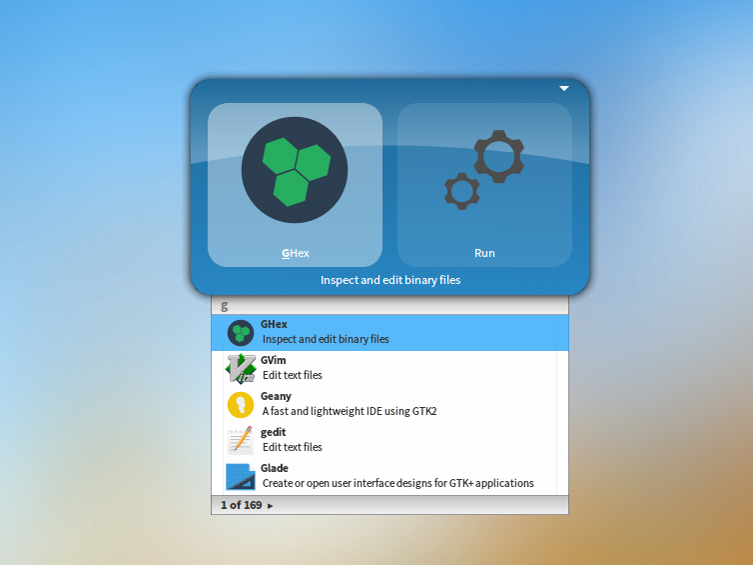 GHex
Run
Inspect and edit binary files
g
GHex
Inspect and edit binary files
GVim
Edit text files
Geany
A fast and lightweight IDE using GTK2
gedit
Edit text files
Glade
Create or open user interface designs for GTK+ applications
1 of 169 ▸